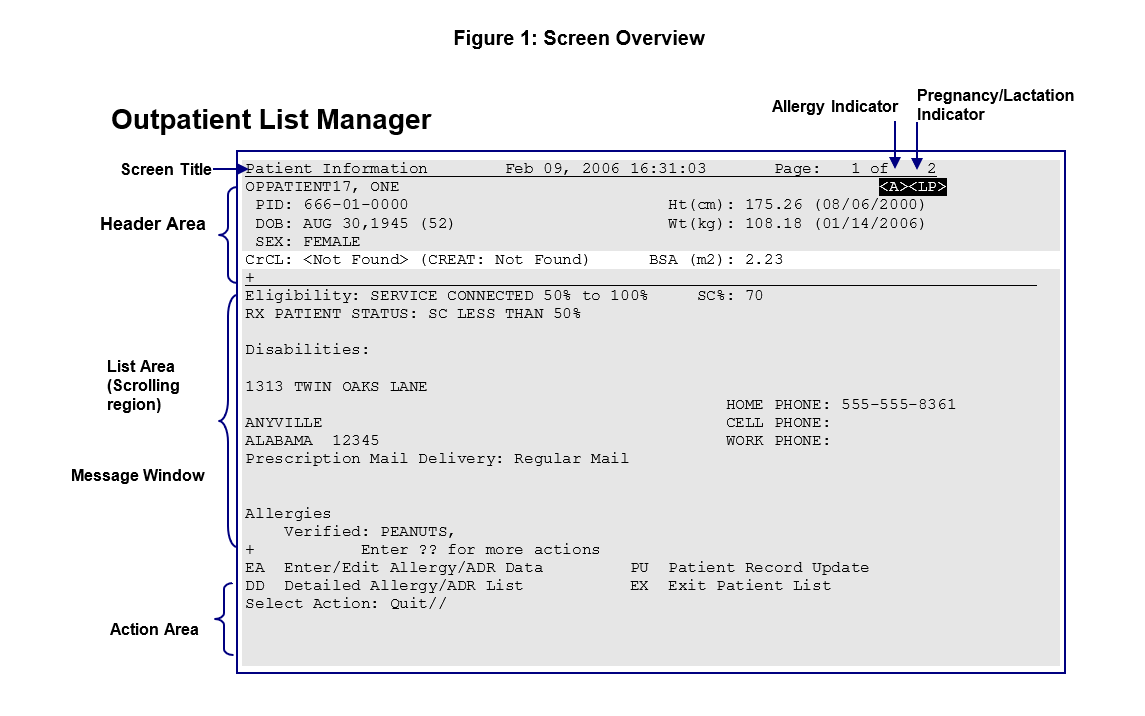 Figure 1: Screen Overview
Outpatient List Manager
Allergy Indicator
Pregnancy/Lactation
Indicator
Screen Title
Patient Information        Feb 09, 2006 16:31:03       Page:   1 of    2
OPPATIENT17, ONE                                                  <A><LP>
 PID: 666-01-0000                           Ht(cm): 175.26 (08/06/2000)
Header Area
 DOB: AUG 30,1945 (52)                      Wt(kg): 108.18 (01/14/2006)
 SEX: FEMALE
CrCL: <Not Found> (CREAT: Not Found)      BSA (m2): 2.23
+
Eligibility: SERVICE CONNECTED 50% to 100%     SC%: 70
RX PATIENT STATUS: SC LESS THAN 50%
Disabilities:
List Area
(Scrolling
region)
1313 TWIN OAKS LANE
                                                  HOME PHONE: 555-555-8361
ANYVILLE                                          CELL PHONE:
ALABAMA  12345                                    WORK PHONE:
Prescription Mail Delivery: Regular Mail
Message Window
Allergies
    Verified: PEANUTS,
+           Enter ?? for more actions
EA  Enter/Edit Allergy/ADR Data         PU  Patient Record Update
DD  Detailed Allergy/ADR List           EX  Exit Patient List
Select Action: Quit//
Action Area